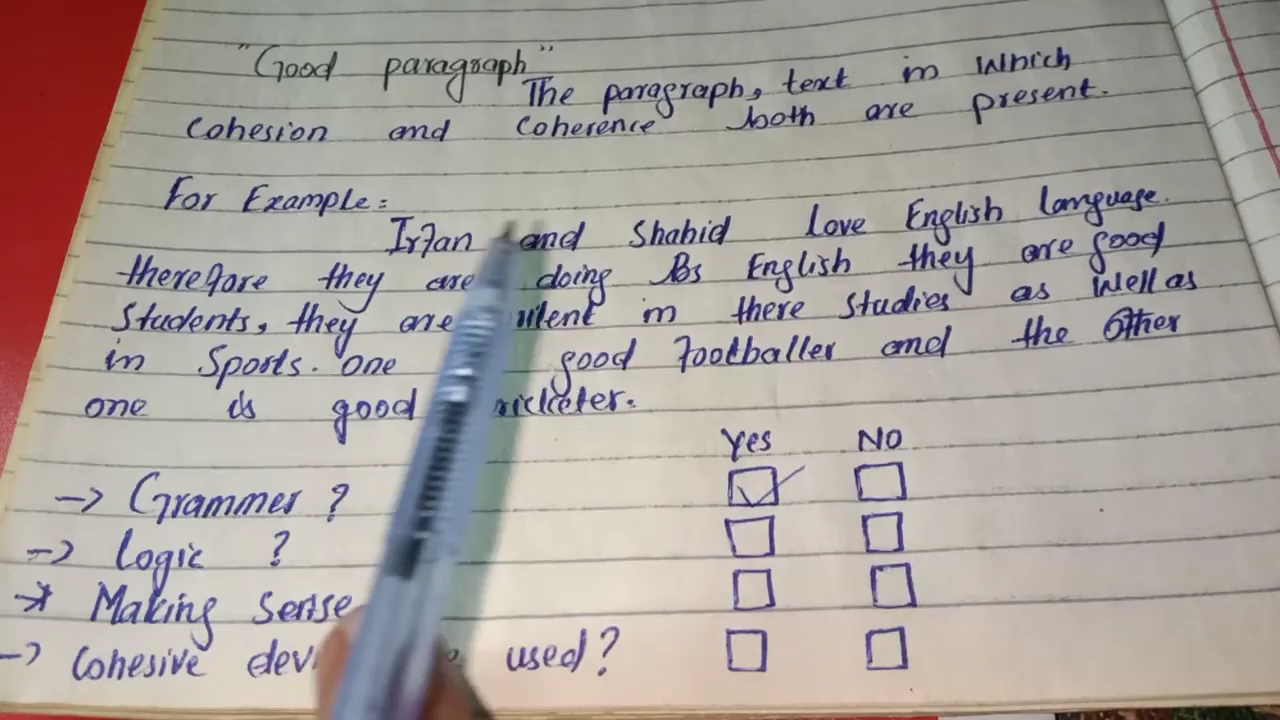 "Good paragraph"
The paragraph, text in which
Cohesion and Coherence both are present.
For Example:
Irfan and Shahid Love English language.
therefore they are doing Bs English they are good
Students, they are in there Studies as well as
in Sports. One good footballer and the Other
one is good
Yes No
-> Grammer ?
-> Logic ?
-> Making Sense
-> Cohesive used?